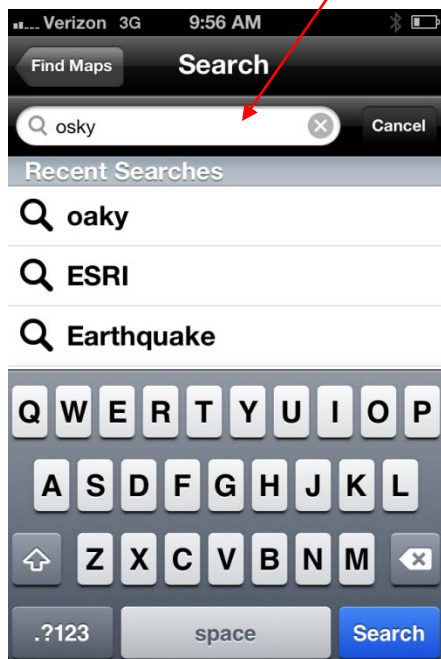 Verizon 3G 9:56 AM
Find Maps Search
osky Cancel
Recent Searches
oaky
ESRI
Earthquake
Q W E R T Y U I O P
A S D F G H J K L
Z X C V B N M
.?123 space Search